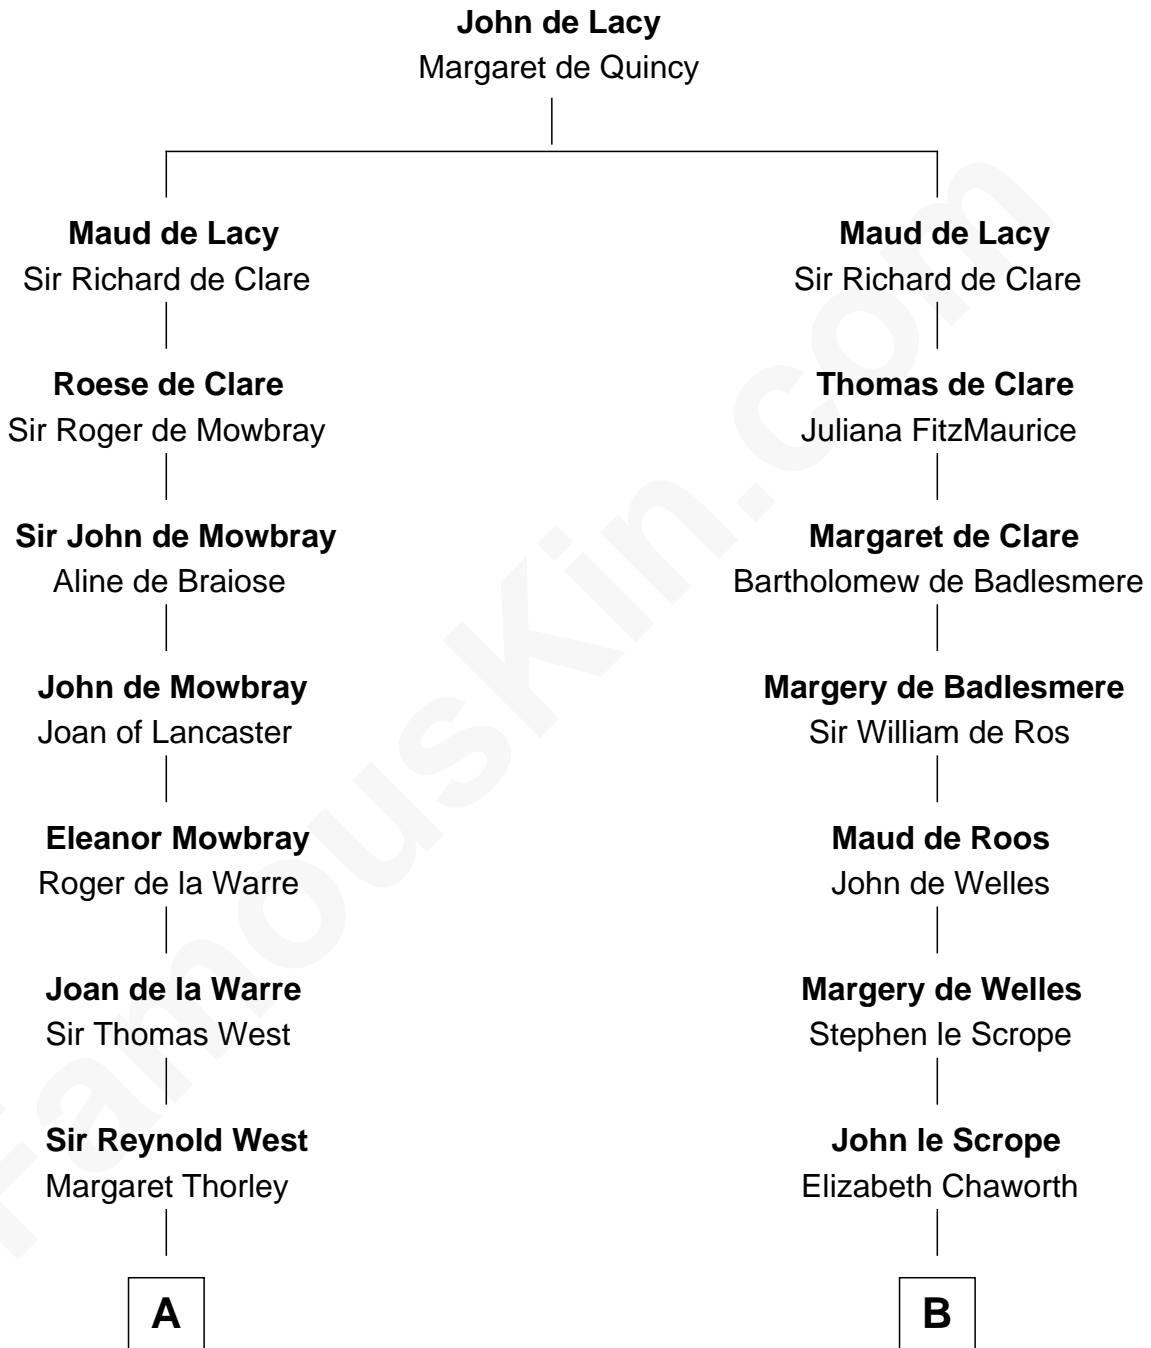 John de Lacy
Margaret de Quincy
Maud de Lacy
Sir Richard de Clare
Roese de Clare
Sir Roger de Mowbray
Sir John de Mowbray
Aline de Braiose
John de Mowbray
Joan of Lancaster
Eleanor Mowbray
Roger de la Warre
Joan de la Warre
Sir Thomas West
Sir Reynold West
Margaret Thorley
A
Maud de Lacy
Sir Richard de Clare
Thomas de Clare
Juliana FitzMaurice
Margaret de Clare
Bartholomew de Badlesmere
Margery de Badlesmere
Sir William de Ros
Maud de Roos
John de Welles
Margery de Welles
Stephen le Scrope
John le Scrope
Elizabeth Chaworth
B
FamousKin.com